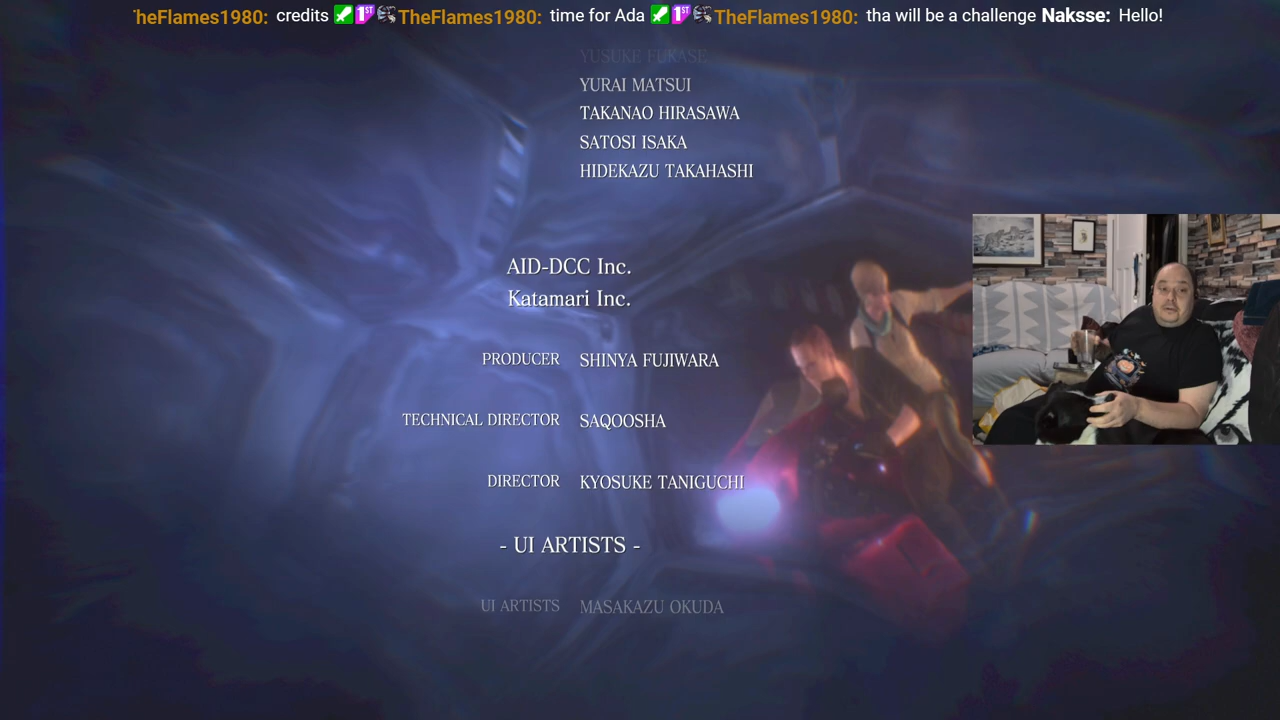 heFlames1980: credits TheFlames1980: time for Ada TheFlames1980: tha will be a challenge Naksse: Hello!
YUSUKE FUKASE
YURAI MATSUI
TAKANAO HIRASAWA
SATOSI ISAKA
HIDEKAZU TAKAHASHI
AID-DCC Inc.
Katamari Inc.
PRODUCER SHINYA FUJIWARA
TECHNICAL DIRECTOR SAQOOSHA
DIRECTOR KYOSUKE TANIGUCHI
- UI ARTISTS -
UI ARTISTS MASAKAZU OKUDA